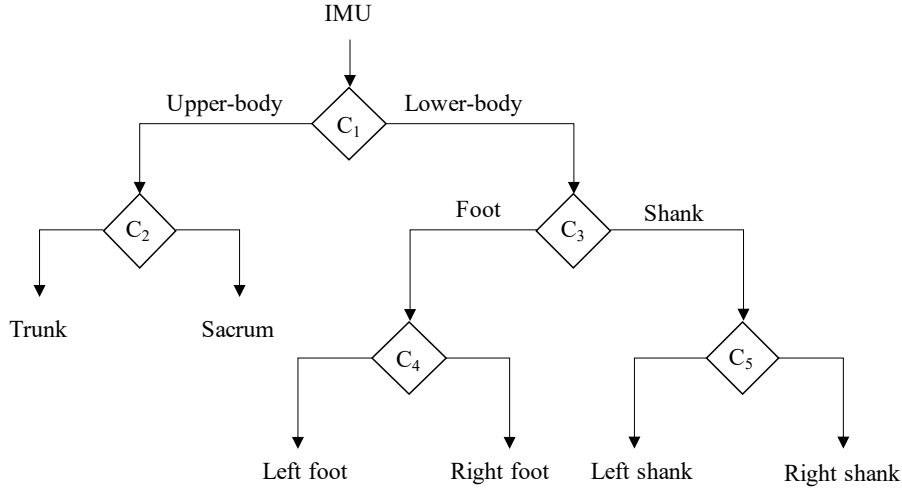 IMU
Upper-body
Lower-body
C₁
Foot
Shank
C₂
C₃
Trunk
Sacrum
C₄
C₅
Left foot
Right foot
Left shank
Right shank